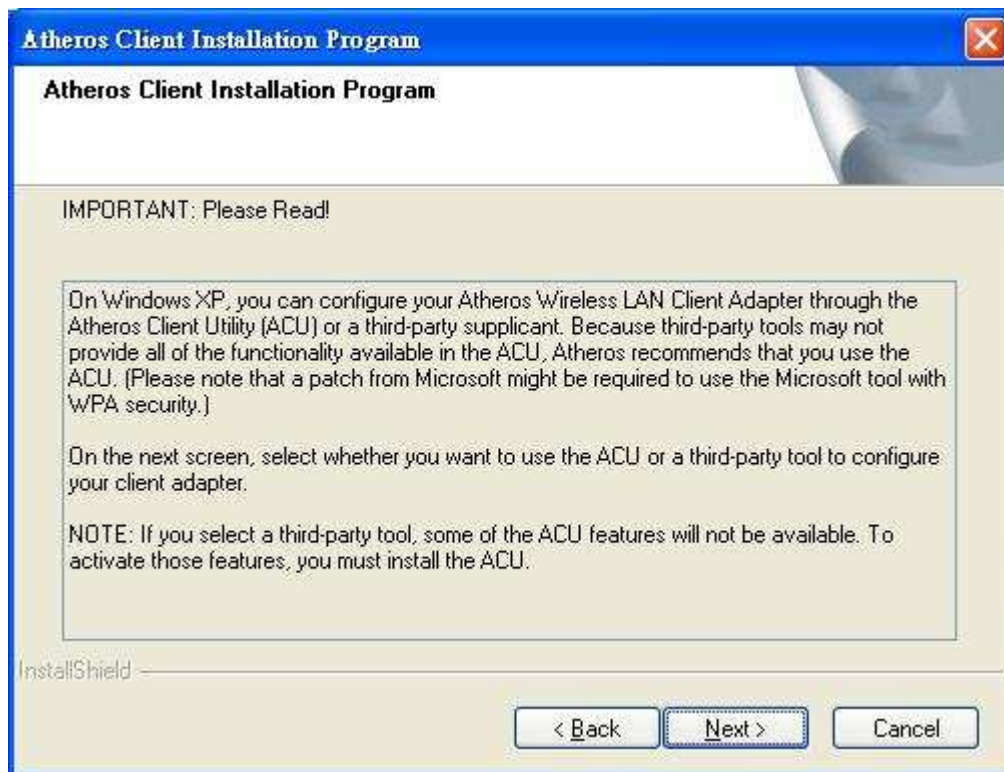 Atheros Client Installation Program
Atheros Client Installation Program
IMPORTANT: Please Read!
On Windows XP, you can configure your Atheros Wireless LAN Client Adapter through the
Atheros Client Utility (ACU) or a third-party supplicant. Because third-party tools may not
provide all of the functionality available in the ACU, Atheros recommends that you use the
ACU. (Please note that a patch from Microsoft might be required to use the Microsoft tool with
WPA security.)
On the next screen, select whether you want to use the ACU or a third-party tool to configure
your client adapter.
NOTE: If you select a third-party tool, some of the ACU features will not be available. To
activate those features, you must install the ACU.
InstallShield
< Back
Next >
Cancel